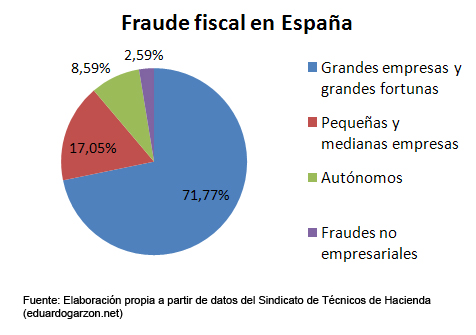 Fraude fiscal en España
2,59%
8,59%
17,05%
71,77%
Grandes empresas y
grandes fortunas
Pequeñas y
medianas empresas
Autónomos
Fraudes no
empresariales
Fuente: Elaboración propia a partir de datos del Sindicato de Técnicos de Hacienda
(eduardogarzon.net)